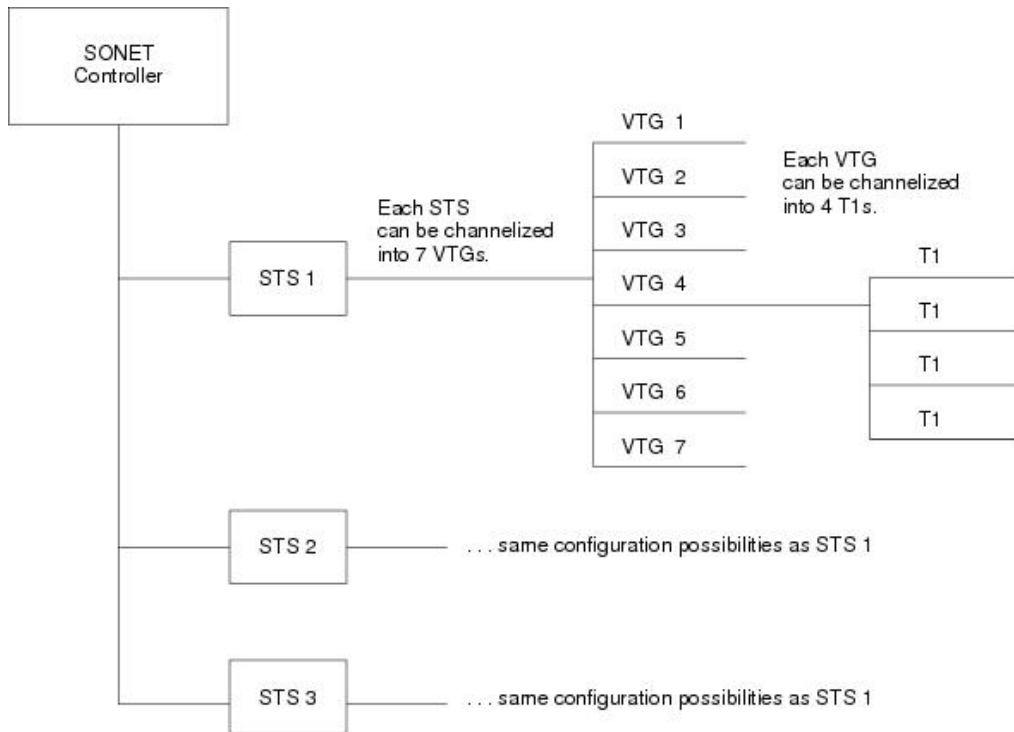 SONET
Controller
VTG 1
Each VTG
can be channelized
into 4 T1s.
VTG 2
Each STS
can be channelized
into 7 VTGs.
VTG 3
T1
STS 1
VTG 4
T1
VTG 5
T1
VTG 6
T1
VTG 7
STS 2
. . . same configuration possibilities as STS 1
STS 3
. . . same configuration possibilities as STS 1